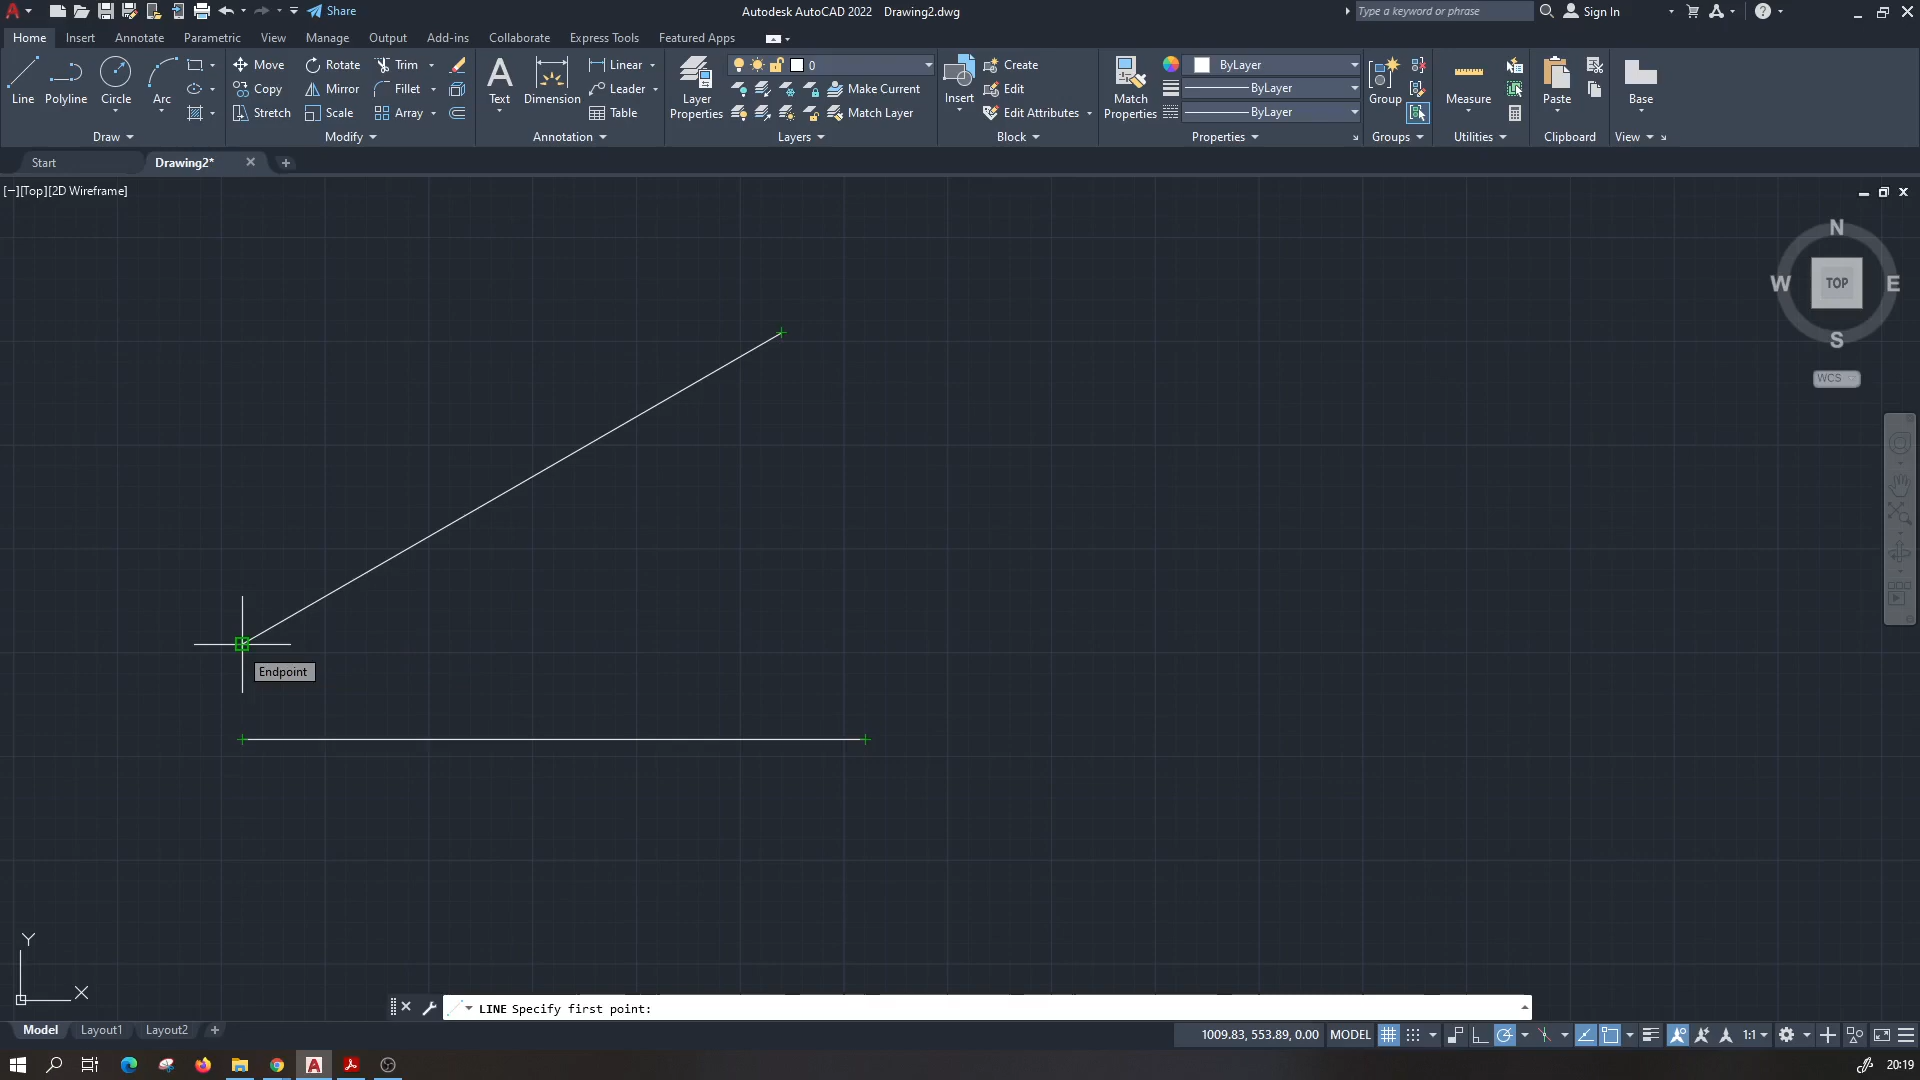 Share
Autodesk AutoCAD 2022 Drawing2.dwg
Type a keyword or phrase
Sign In
Home Insert Annotate Parametric View Manage Output Add-ins Collaborate Express Tools Featured Apps
Line Polyline Circle Arc
Move Rotate Trim
Copy Mirror Fillet
Stretch Scale Array
Text Dimension
Linear
Leader
Table
Layer Properties
0
Make Current
Match Layer
Insert
Create
Edit
Edit Attributes
Match Properties
ByLayer
ByLayer
ByLayer
Group
Measure
Paste
Base
Draw Modify Annotation Layers Block Properties Groups Utilities Clipboard View
Start Drawing2*
[−][Top][2D Wireframe]
N
W TOP E
S
WCS
Endpoint
Y
X
LINE Specify first point:
Model Layout1 Layout2
1009.83, 553.89, 0.00 MODEL 1:1
20:19